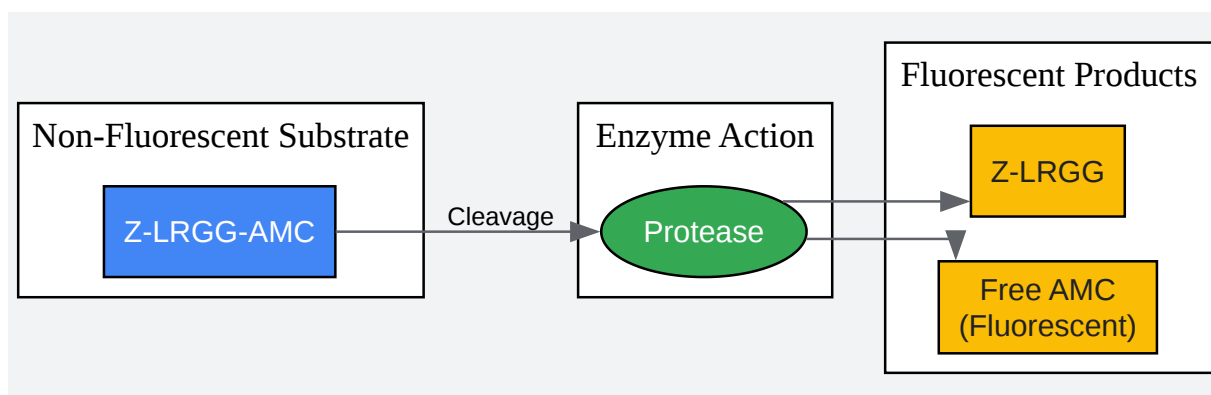 Non-Fluorescent Substrate
Z-LRGG-AMC
Cleavage
Enzyme Action
Protease
Fluorescent Products
Z-LRGG
Free AMC
(Fluorescent)